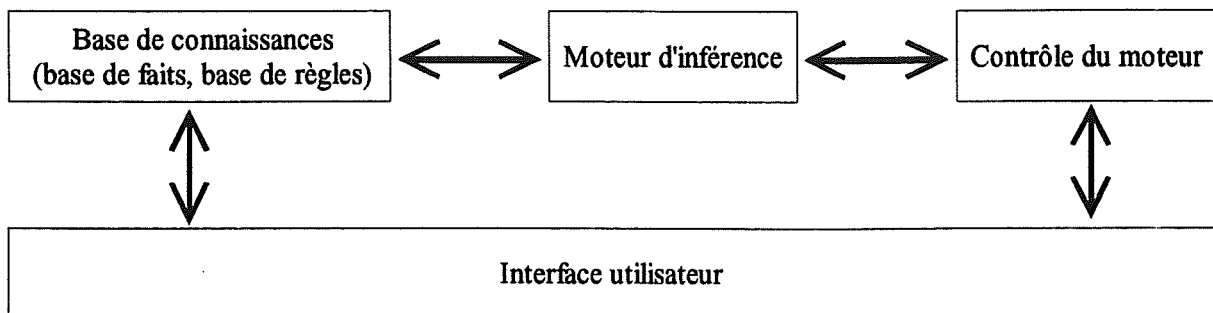 Base de connaissances
(base de faits, base de règles)
Moteur d'inférence
Contrôle du moteur
Interface utilisateur